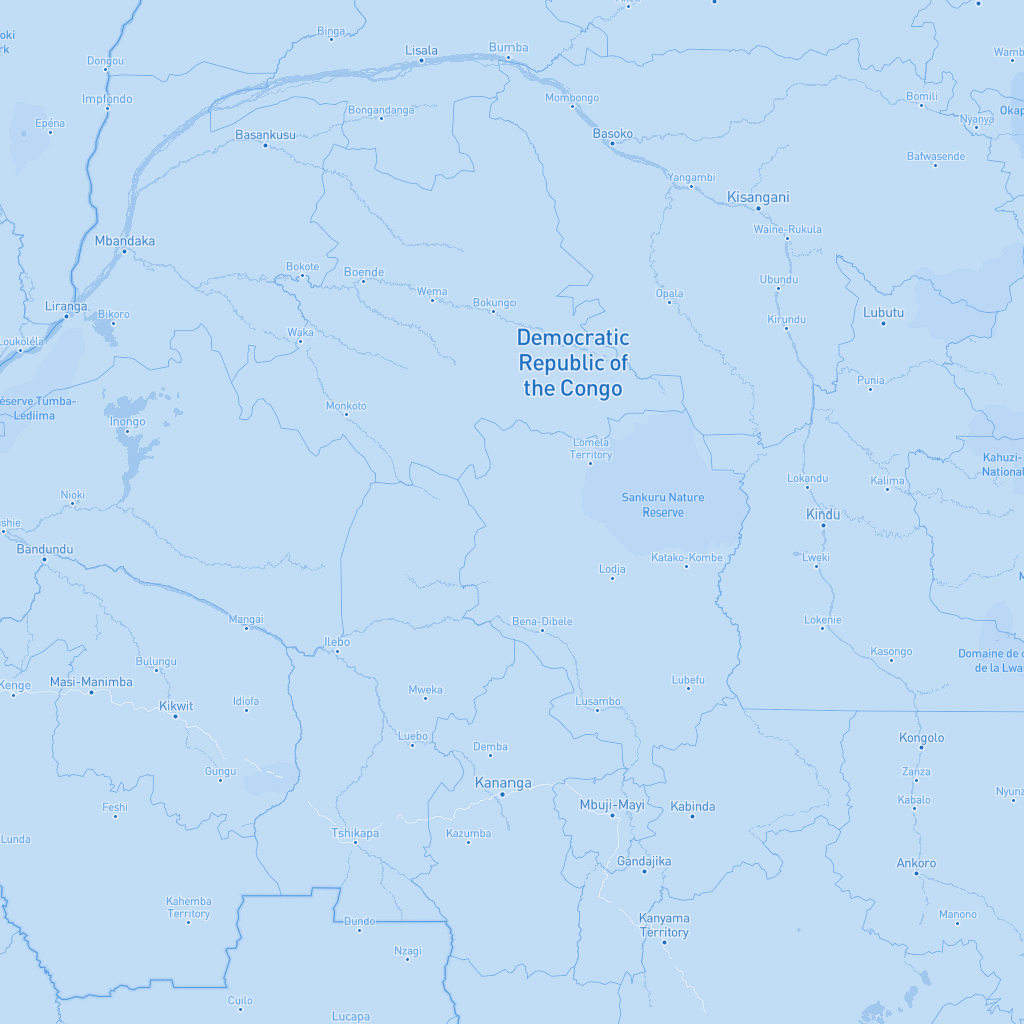 Binga
Lisala
Bumba
Dongou
Impfondo
Epéna
Bongandanga
Mombongo
Basankusu
Basoko
Bomili
Nyanya
Bafwasende
Yangambi
Kisangani
Waine-Rukula
Mbandaka
Bokote
Boende
Wema
Bokungo
Opala
Ubundu
Kirundu
Lubutu
Liranga
Bikoro
Loukoléla
Waka
Democratic
Republic of
the Congo
Punia
Réserve Tumba-
Lediima
Inongo
Monkoto
Lomela
Territory
Kahuzi-
National
Sankuru Nature
Reserve
Lokandu
Kalima
Kindu
Nioki
Bandundu
Katako-Kombe
Lodja
Lweki
Mangai
Ilebo
Bena-Dibele
Lokenie
Kasongo
Domaine de
de la Lwa
Bulungu
Masi-Manimba
Kenge
Kikwit
Idiofa
Mweka
Lubefu
Lusambo
Luebo
Demba
Kongolo
Gungu
Kananga
Zanza
Kabalo
Feshi
Mbuji-Mayi
Kabinda
Tshikapa
Kazumba
Lunda
Gandajika
Ankoro
Kahemba
Territory
Dundo
Kanyama
Territory
Manono
Nzagi
Cuilo
Lucapa